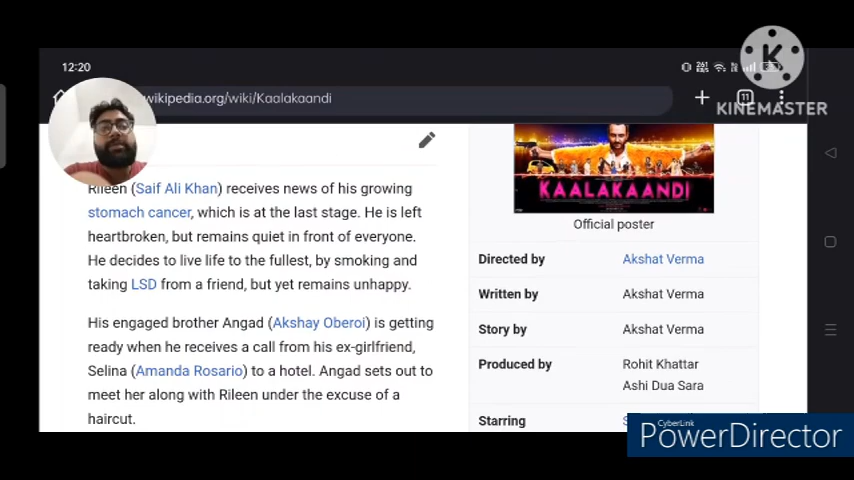 12:20
K
KINEMASTER
wikipedia.org/wiki/Kaalakaandi
11
Rileen (Saif Ali Khan) receives news of his growing
stomach cancer, which is at the last stage. He is left
heartbroken, but remains quiet in front of everyone.
He decides to live life to the fullest, by smoking and
taking LSD from a friend, but yet remains unhappy.
His engaged brother Angad (Akshay Oberoi) is getting
ready when he receives a call from his ex-girlfriend,
Selina (Amanda Rosario) to a hotel. Angad sets out to
meet her along with Rileen under the excuse of a
haircut.
KAALAKAANDI
Official poster
Directed by Akshat Verma
Written by Akshat Verma
Story by Akshat Verma
Produced by Rohit Khattar
Ashi Dua Sara
Starring
CyberLink
PowerDirector